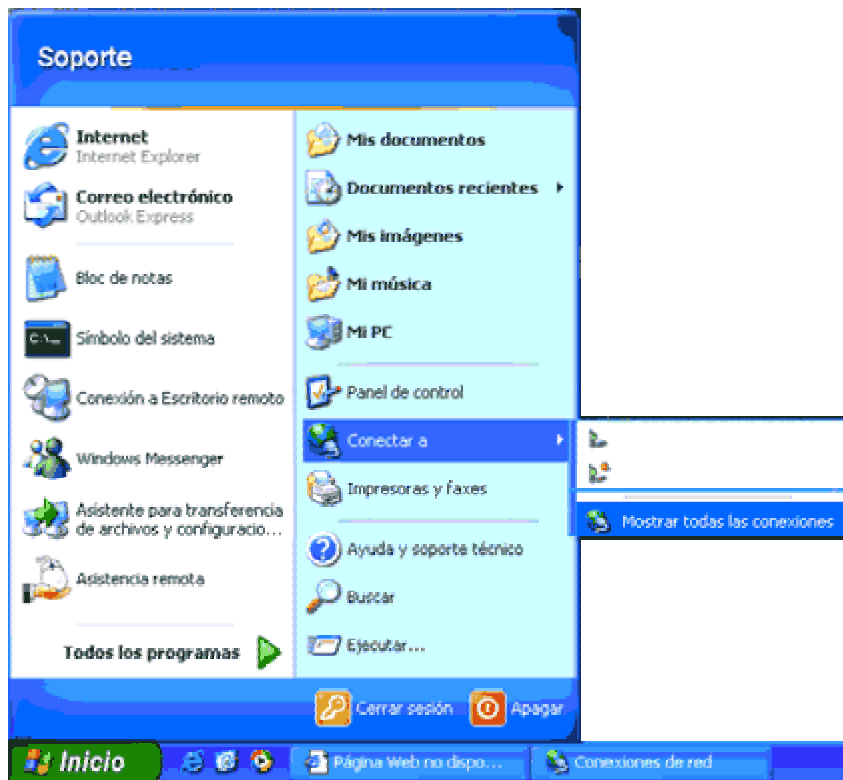 Soporte
Internet
Internet Explorer
Correo electrónico
Outlook Express
Bloc de notas
Símbolo del sistema
Conexión a Escritorio remoto
Windows Messenger
Asistente para transferencia
de archivos y configuracio...
Asistencia remota
Todos los programas
Mis documentos
Documentos recientes
Mis imágenes
Mi música
Mi PC
Panel de control
Conectar a
Impresoras y faxes
Ayuda y soporte técnico
Buscar
Ejecutar...
Mostrar todas las conexiones
Cerrar sesión
Apagar
Inicio
Página Web no dispo...
Conexiones de red